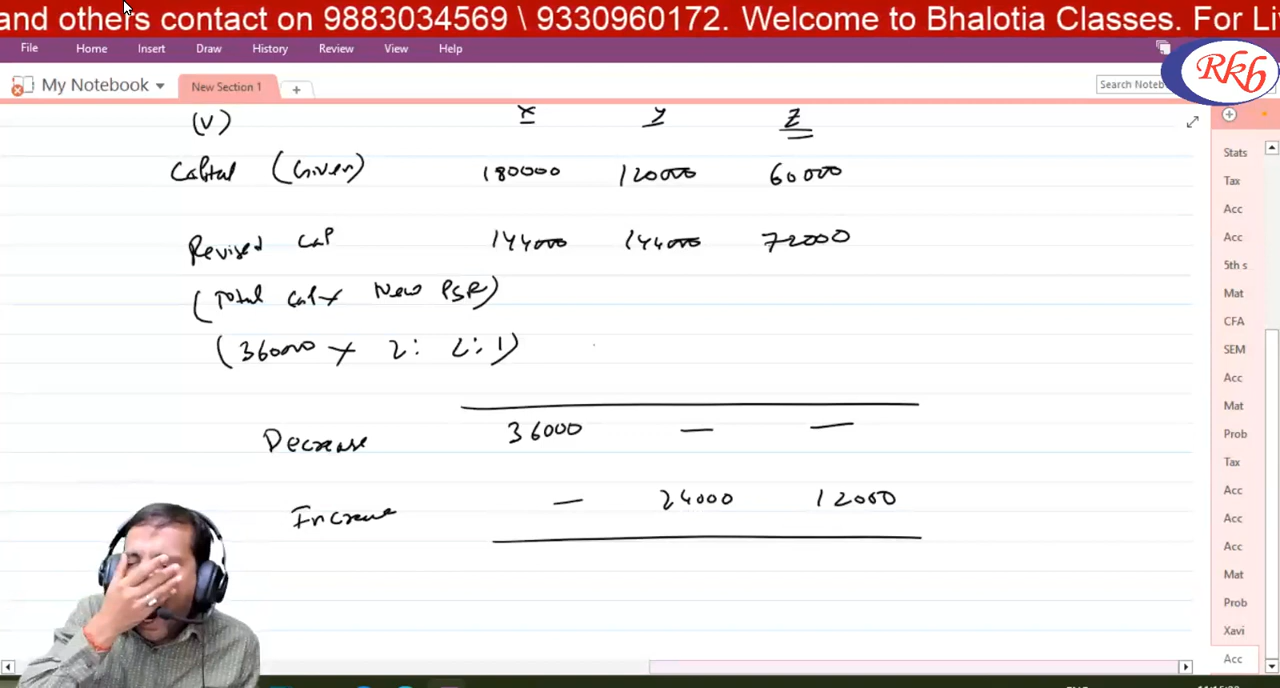 and others contact on 9883034569 \ 9330960172. Welcome to Bhalotia Classes. For Li
File Home Insert Draw History Review View Help
Rkb
My Notebook New Section 1 + Search Noteb
(V) X Y Z
Capital (Given) 180000 120000 60000
Revised Cap 144000 144000 72000
(Total Cap x New PSR)
(36000 x 2: 2: 1)
Decrease 36000 — —
Increase — 24000 12000
Stats
Tax
Acc
Acc
5th s
Mat
CFA
SEM
Acc
Mat
Prob
Tax
Acc
Acc
Acc
Mat
Prob
Xavi
Acc